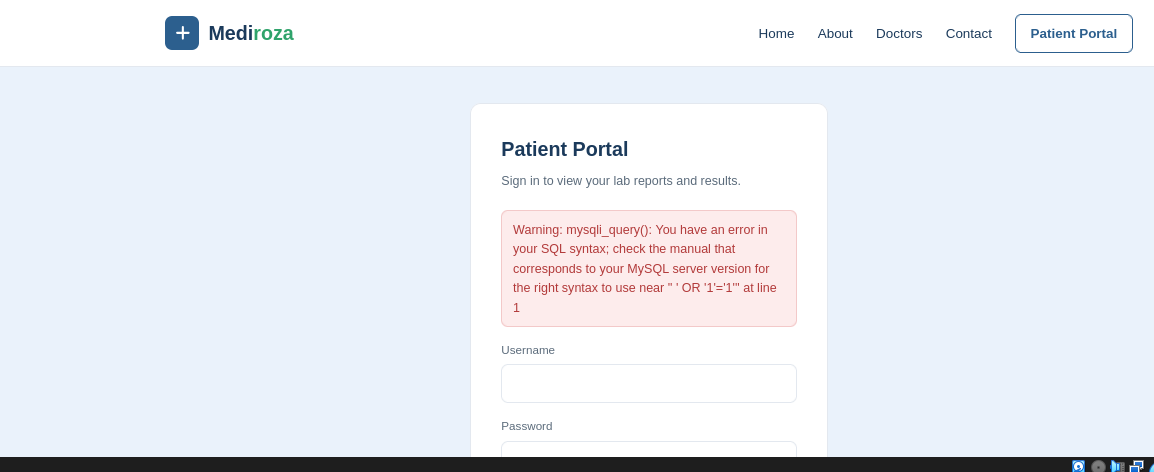 Mediroza
Home About Doctors Contact Patient Portal
Patient Portal
Sign in to view your lab reports and results.
Warning: mysqli_query(): You have an error in
your SQL syntax; check the manual that
corresponds to your MySQL server version for
the right syntax to use near '' ' OR '1'='1'' at line
1
Username
Password